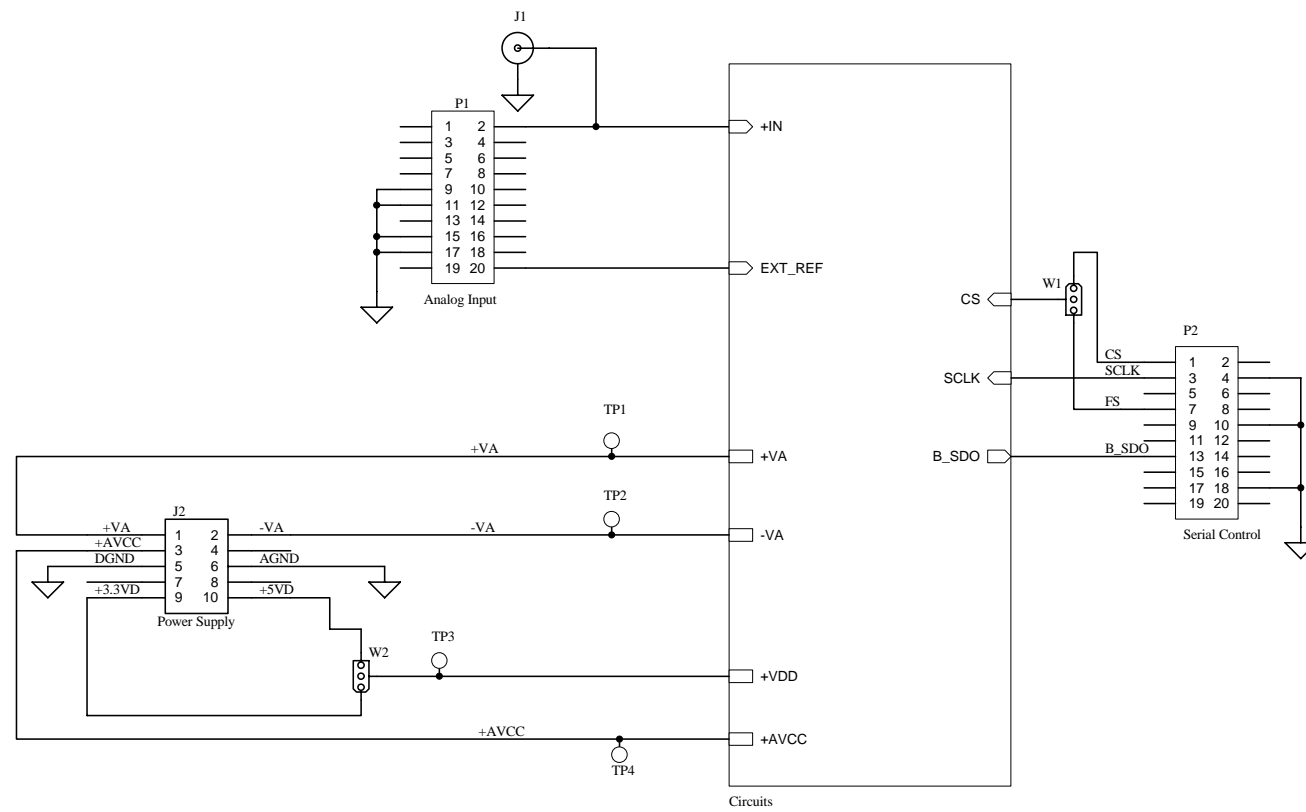 J1
P1
1 2
3 4
5 6
7 8
9 10
11 12
13 14
15 16
17 18
19 20
Analog Input
+IN
EXT_REF
CS
SCLK
B_SDO
W1
P2
CS
SCLK
FS
B_SDO
1 2
3 4
5 6
7 8
9 10
11 12
13 14
15 16
17 18
19 20
Serial Control
TP1
+VA
+VA
TP2
-VA
-VA
J2
+VA
+AVCC
DGND
+3.3VD
1 2
3 4
5 6
7 8
9 10
-VA
AGND
+5VD
Power Supply
W2
TP3
+VDD
+AVCC
+AVCC
TP4
Circuits